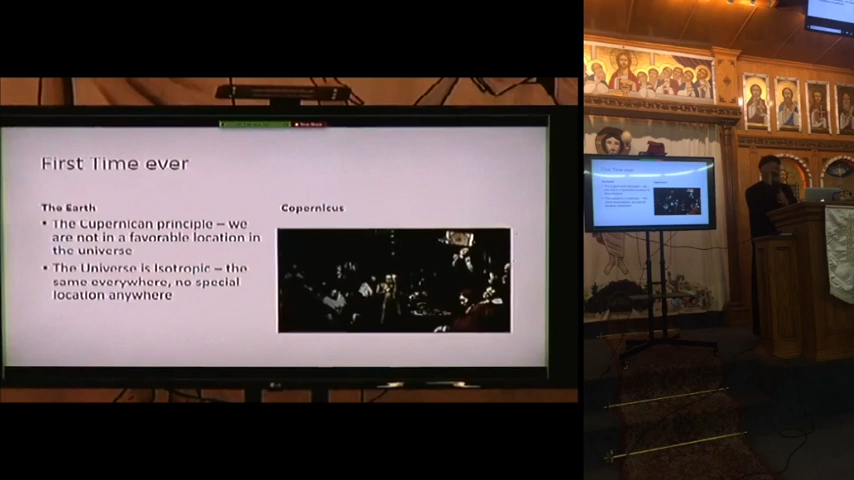 First Time ever
The Earth
• The Cupernican principle – we
are not in a favorable location in
the universe
• The Universe is Isotropic – the
same everywhere, no special
location anywhere
Copernicus